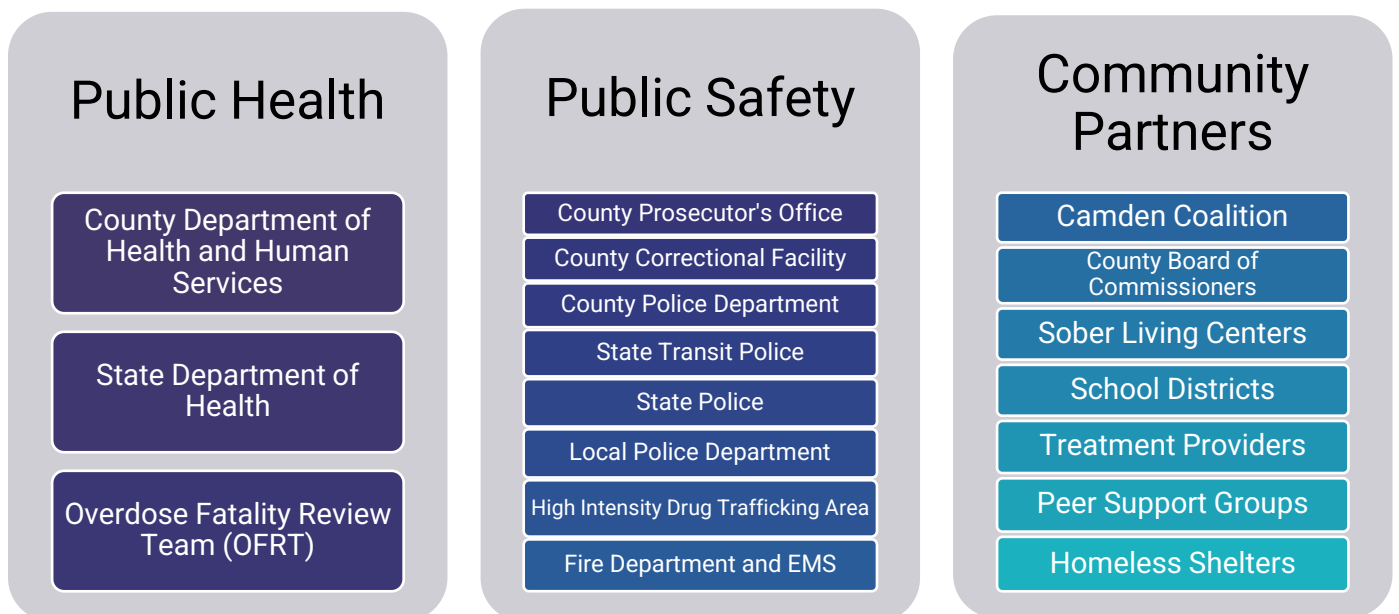 Public Health
County Department of
Health and Human
Services
State Department of
Health
Overdose Fatality Review
Team (OFRT)
Public Safety
County Prosecutor's Office
County Correctional Facility
County Police Department
State Transit Police
State Police
Local Police Department
High Intensity Drug Trafficking Area
Fire Department and EMS
Community
Partners
Camden Coalition
County Board of
Commissioners
Sober Living Centers
School Districts
Treatment Providers
Peer Support Groups
Homeless Shelters